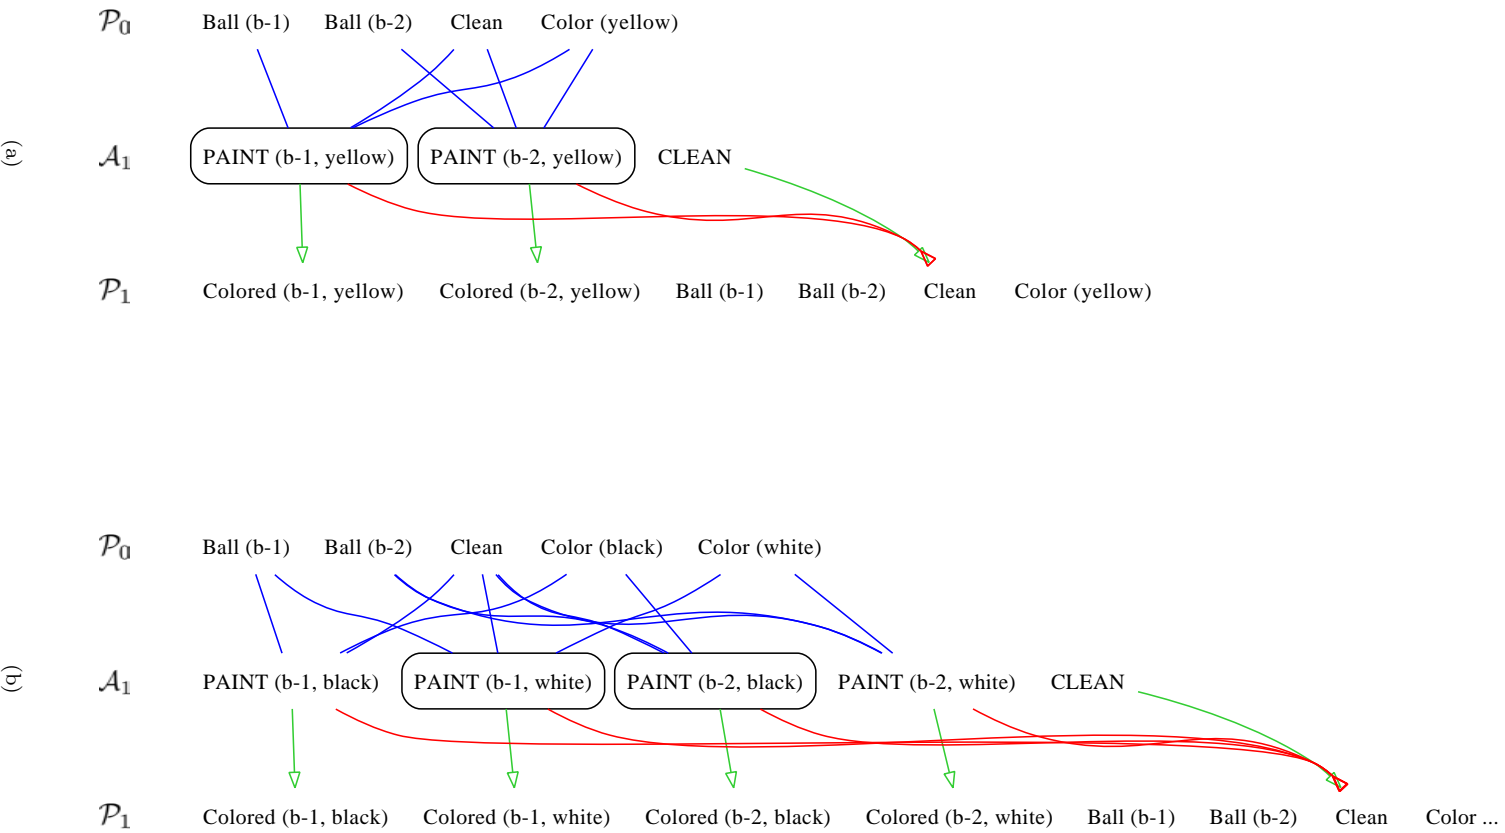 𝒫₀ Ball (b-1) Ball (b-2) Clean Color (yellow)
(a)
𝒜₁ PAINT (b-1, yellow) PAINT (b-2, yellow) CLEAN
𝒫₁ Colored (b-1, yellow) Colored (b-2, yellow) Ball (b-1) Ball (b-2) Clean Color (yellow)
𝒫₀ Ball (b-1) Ball (b-2) Clean Color (black) Color (white)
(b)
𝒜₁ PAINT (b-1, black) PAINT (b-1, white) PAINT (b-2, black) PAINT (b-2, white) CLEAN
𝒫₁ Colored (b-1, black) Colored (b-1, white) Colored (b-2, black) Colored (b-2, white) Ball (b-1) Ball (b-2) Clean Color ...